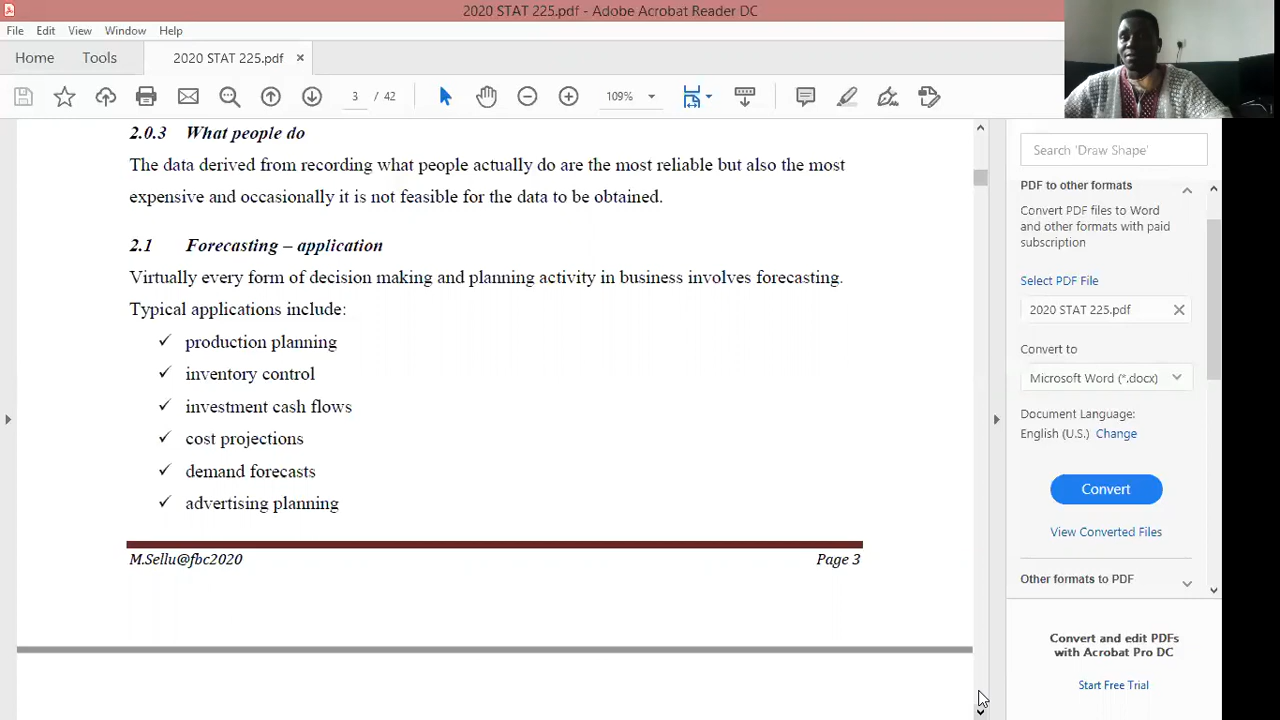 2020 STAT 225.pdf - Adobe Acrobat Reader DC
File Edit View Window Help
Home Tools 2020 STAT 225.pdf ×
3 / 42 109%
2.0.3 What people do
The data derived from recording what people actually do are the most reliable but also the most
expensive and occasionally it is not feasible for the data to be obtained.
2.1 Forecasting – application
Virtually every form of decision making and planning activity in business involves forecasting.
Typical applications include:
✓ production planning
✓ inventory control
✓ investment cash flows
✓ cost projections
✓ demand forecasts
✓ advertising planning
M.Sellu@fbc2020 Page 3
Search 'Draw Shape'
PDF to other formats
Convert PDF files to Word
and other formats with paid
subscription
Select PDF File
2020 STAT 225.pdf
Convert to
Microsoft Word (*.docx)
Document Language:
English (U.S.) Change
Convert
View Converted Files
Other formats to PDF
Convert and edit PDFs
with Acrobat Pro DC
Start Free Trial